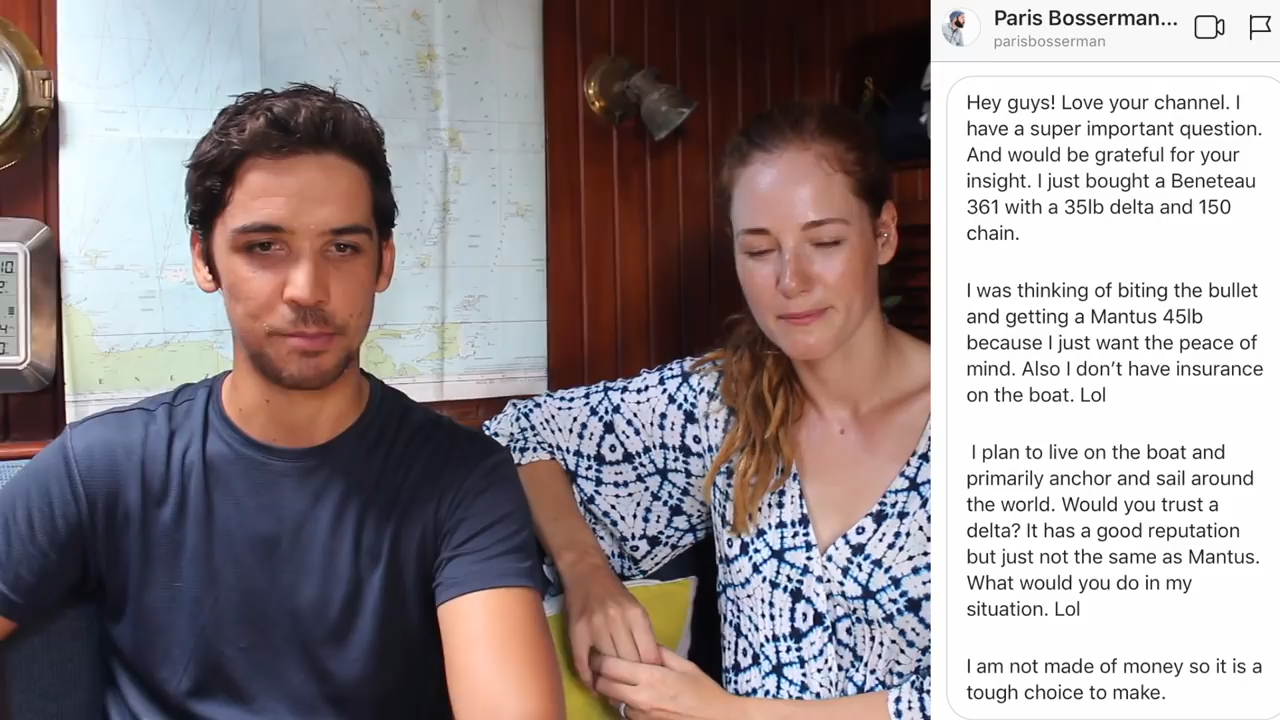 Paris Bosserman...
parisbosserman
Hey guys! Love your channel. I
have a super important question.
And would be grateful for your
insight. I just bought a Beneteau
361 with a 35lb delta and 150
chain.
I was thinking of biting the bullet
and getting a Mantus 45lb
because I just want the peace of
mind. Also I don’t have insurance
on the boat. Lol
I plan to live on the boat and
primarily anchor and sail around
the world. Would you trust a
delta? It has a good reputation
but just not the same as Mantus.
What would you do in my
situation. Lol
I am not made of money so it is a
tough choice to make.